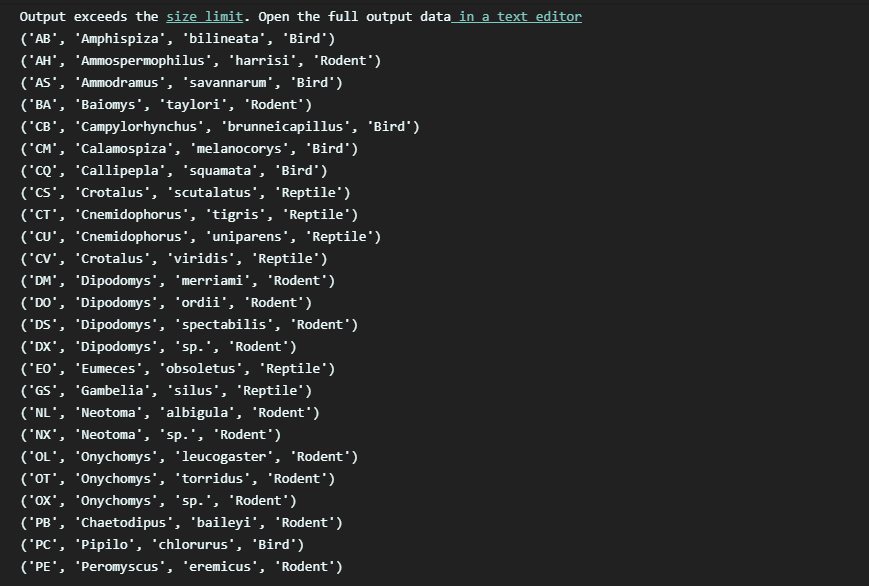 Output exceeds the size limit. Open the full output data in a text editor
('AB', 'Amphispiza', 'bilineata', 'Bird')
('AH', 'Ammospermophilus', 'harrisi', 'Rodent')
('AS', 'Ammodramus', 'savannarum', 'Bird')
('BA', 'Baiomys', 'taylori', 'Rodent')
('CB', 'Campylorhynchus', 'brunneicapillus', 'Bird')
('CM', 'Calamospiza', 'melanocorys', 'Bird')
('CQ', 'Callipepla', 'squamata', 'Bird')
('CS', 'Crotalus', 'scutalatus', 'Reptile')
('CT', 'Cnemidophorus', 'tigris', 'Reptile')
('CU', 'Cnemidophorus', 'uniparens', 'Reptile')
('CV', 'Crotalus', 'viridis', 'Reptile')
('DM', 'Dipodomys', 'merriami', 'Rodent')
('DO', 'Dipodomys', 'ordii', 'Rodent')
('DS', 'Dipodomys', 'spectabilis', 'Rodent')
('DX', 'Dipodomys', 'sp.', 'Rodent')
('EO', 'Eumeces', 'obsoletus', 'Reptile')
('GS', 'Gambelia', 'silus', 'Reptile')
('NL', 'Neotoma', 'albigula', 'Rodent')
('NX', 'Neotoma', 'sp.', 'Rodent')
('OL', 'Onychomys', 'leucogaster', 'Rodent')
('OT', 'Onychomys', 'torridus', 'Rodent')
('OX', 'Onychomys', 'sp.', 'Rodent')
('PB', 'Chaetodipus', 'baileyi', 'Rodent')
('PC', 'Pipilo', 'chlorurus', 'Bird')
('PE', 'Peromyscus', 'eremicus', 'Rodent')